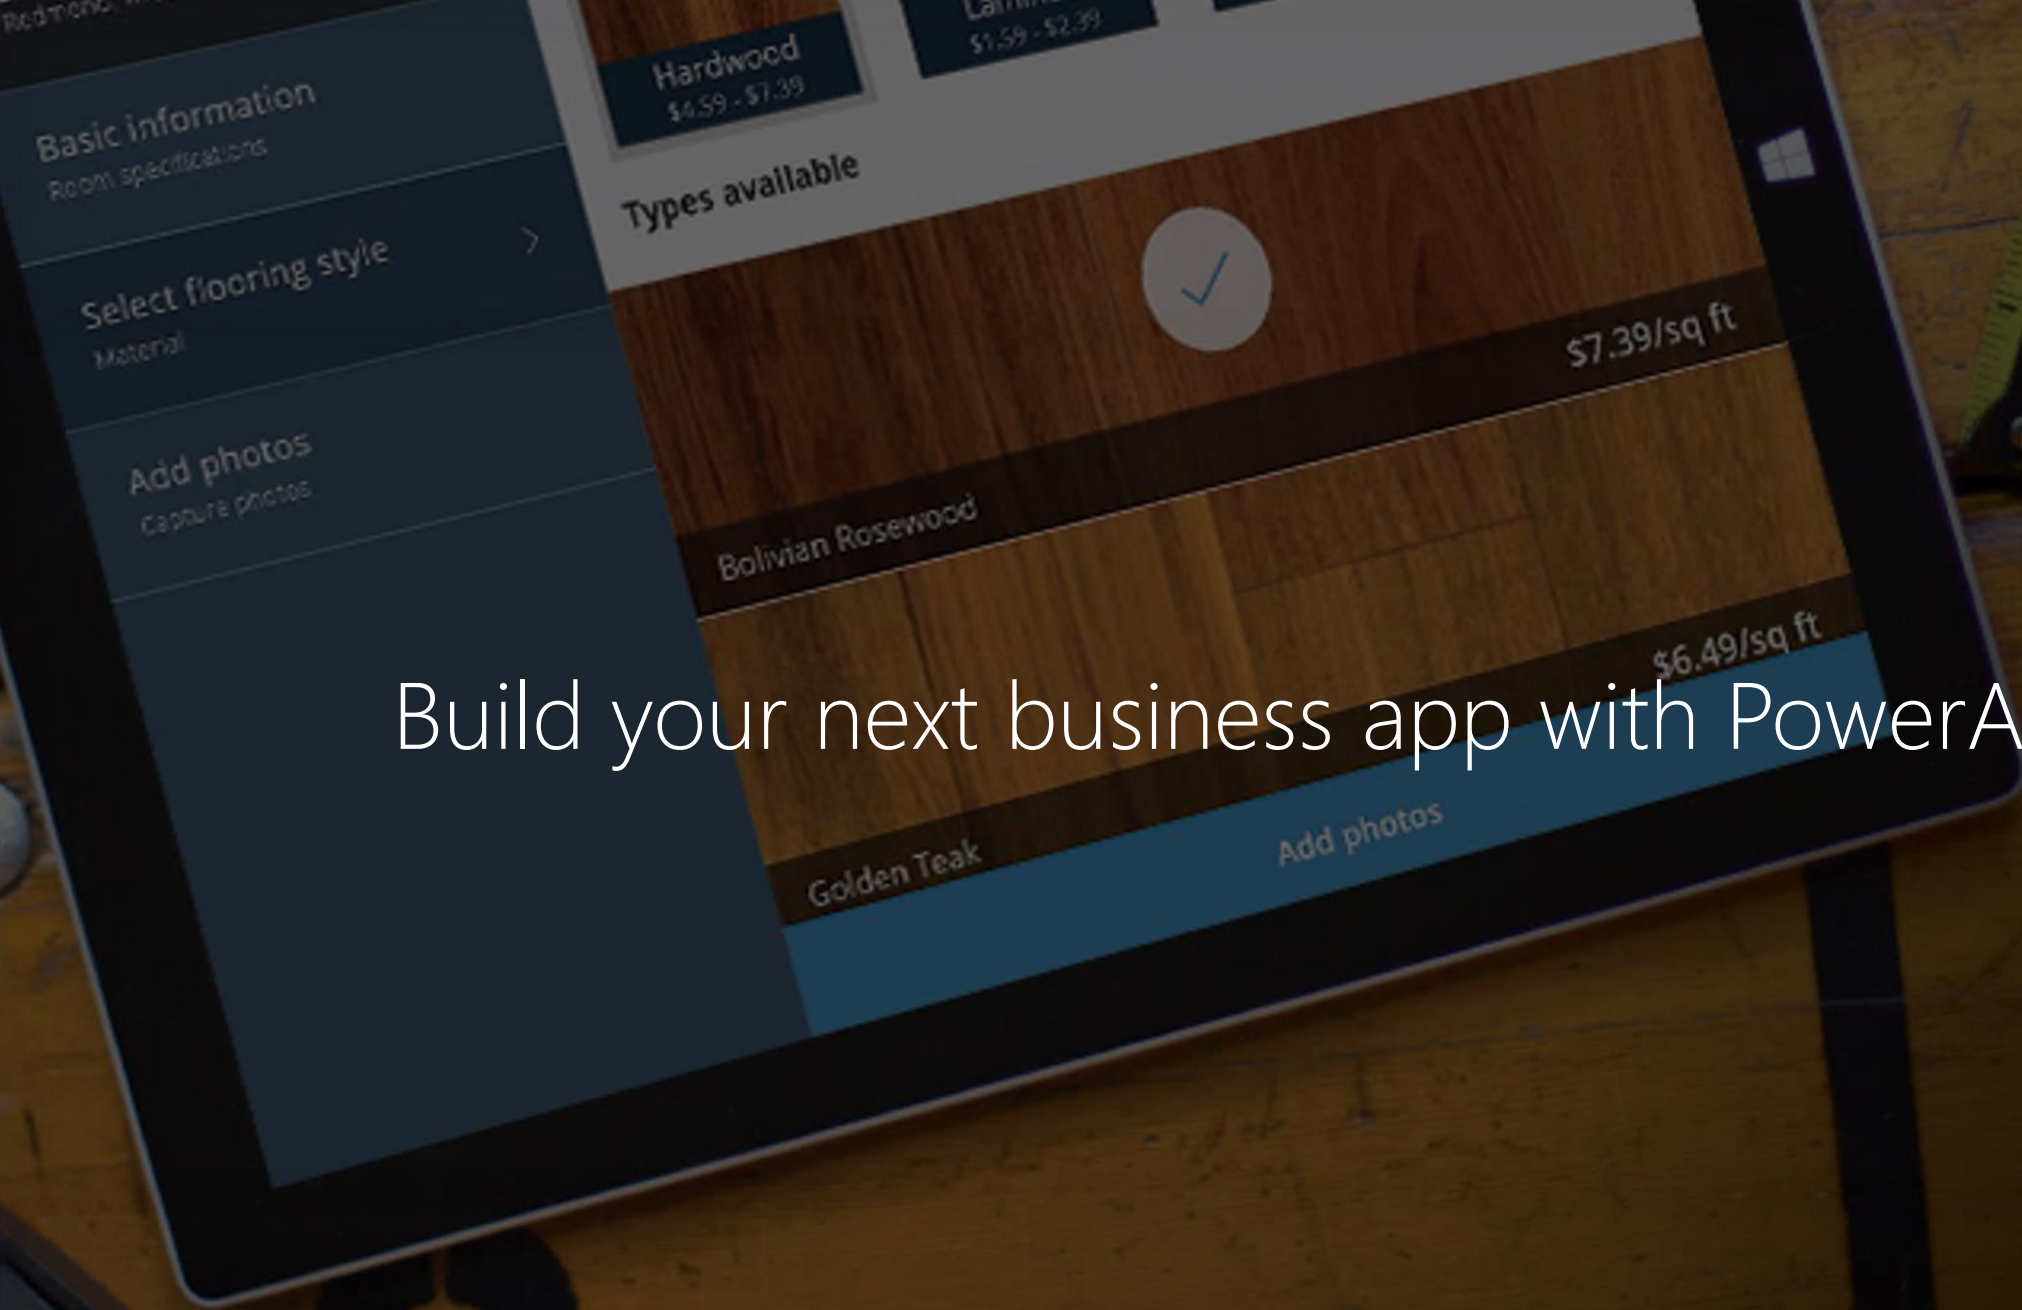 Redmond,
Basic information
Room specifications
Select flooring style
Material
Add photos
Capture photos
Hardwood
$4.59 - $7.39
$1.59 - $2.39
Types available
$7.39/sq ft
Bolivian Rosewood
$6.49/sq ft
Golden Teak
Add photos
Build your next business app with PowerA